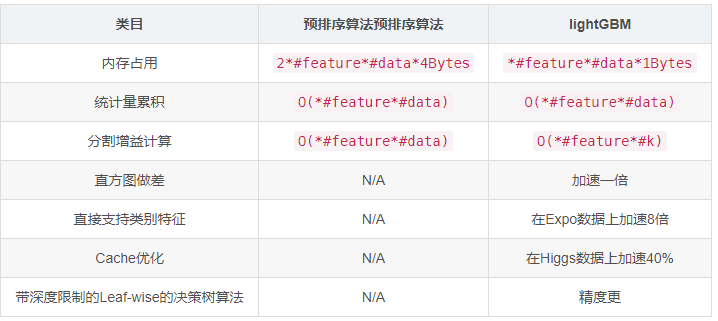 类目 预排序算法预排序算法 lightGBM
内存占用 2*#feature*#data*4Bytes *#feature*#data*1Bytes
统计量累积 O(*#feature*#data) O(*#feature*#data)
分割增益计算 O(*#feature*#data) O(*#feature*#k)
直方图做差 N/A 加速一倍
直接支持类别特征 N/A 在Expo数据上加速8倍
Cache优化 N/A 在Higgs数据上加速40%
带深度限制的Leaf-wise的决策树算法 N/A 精度更